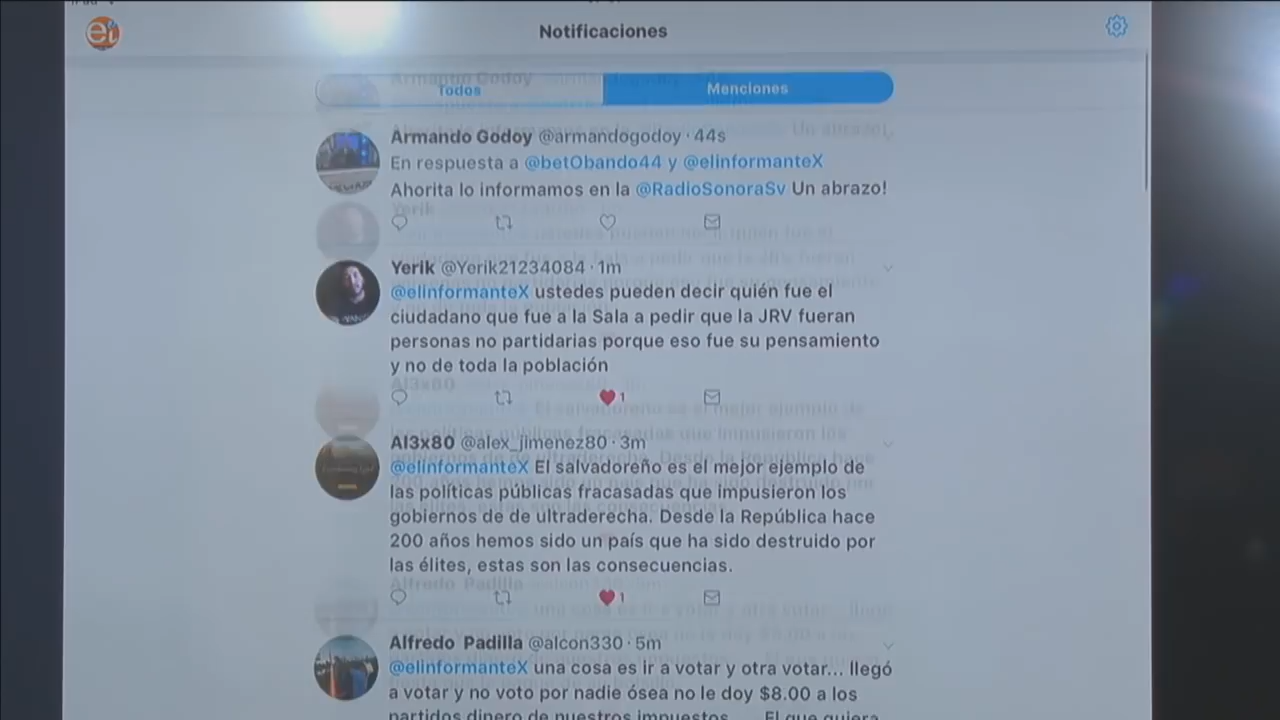 ei
Notificaciones
Todos
Menciones
Armando Godoy @armandogodoy · 44s
En respuesta a @betObando44 y @elinformanteX
Ahorita lo informamos en la @RadioSonoraSv Un abrazo!
Yerik @Yerik21234084 · 1m
@elinformanteX ustedes pueden decir quién fue el
ciudadano que fue a la Sala a pedir que la JRV fueran
personas no partidarias porque eso fue su pensamiento
y no de toda la población
1
Al3x80 @alex_jimenez80 · 3m
@elinformanteX El salvadoreño es el mejor ejemplo de
las políticas públicas fracasadas que impusieron los
gobiernos de de ultraderecha. Desde la República hace
200 años hemos sido un país que ha sido destruido por
las élites, estas son las consecuencias.
1
Alfredo Padilla @alcon330 · 5m
@elinformanteX una cosa es ir a votar y otra votar... llegó
a votar y no voto por nadie ósea no le doy $8.00 a los
partidos dinero de nuestros impuestos.... El que quiera